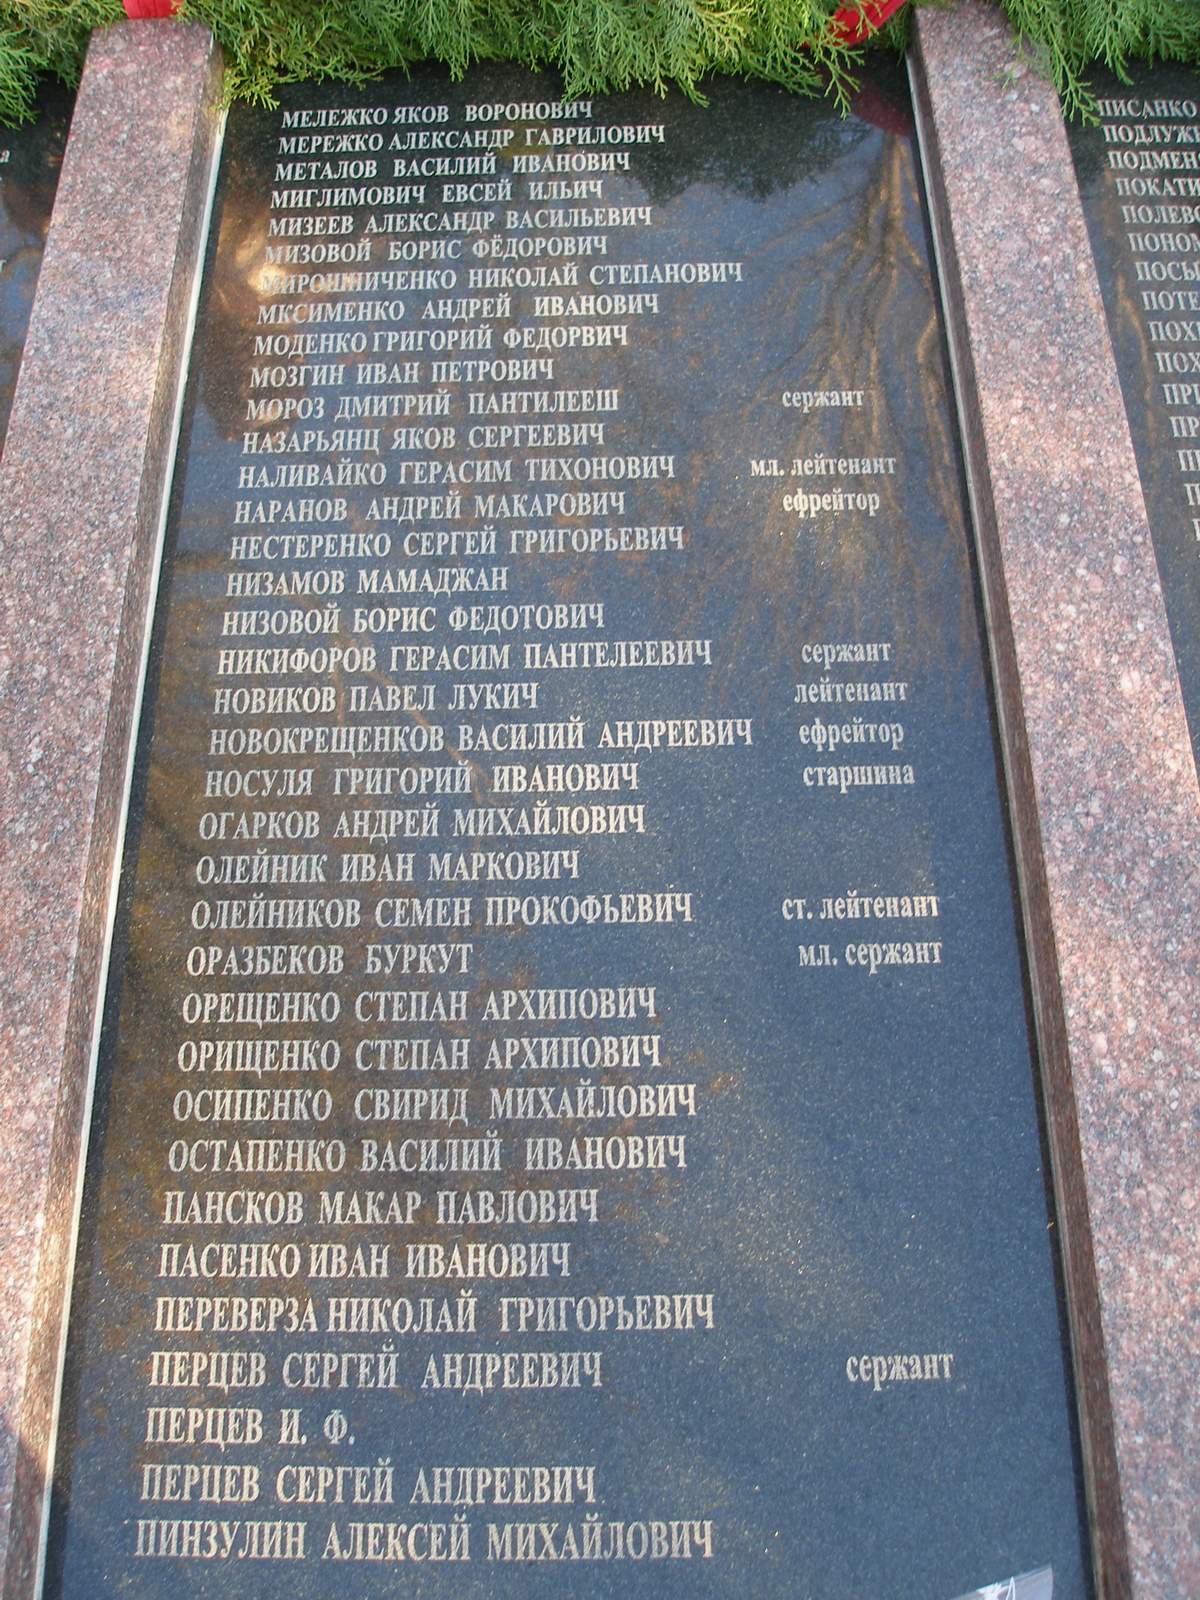 МЕЛЕЖКО ЯКОВ ВОРОНОВИЧ
МЕРЕЖКО АЛЕКСАНДР ГАВРИЛОВИЧ
МЕТАЛОВ ВАСИЛИЙ ИВАНОВИЧ
МИГЛИМОВИЧ ЕВСЕЙ ИЛЬИЧ
МИЗЕЕВ АЛЕКСАНДР ВАСИЛЬЕВИЧ
МИЗОВОЙ БОРИС ФЁДОРОВИЧ
МИРОШНИЧЕНКО НИКОЛАЙ СТЕПАНОВИЧ
МКСИМЕНКО АНДРЕЙ ИВАНОВИЧ
МОДЕНКО ГРИГОРИЙ ФЕДОРВИЧ
МОЗГИН ИВАН ПЕТРОВИЧ
МОРОЗ ДМИТРИЙ ПАНТИЛЕЕШ сержант
НАЗАРЬЯНЦ ЯКОВ СЕРГЕЕВИЧ
НАЛИВАЙКО ГЕРАСИМ ТИХОНОВИЧ мл. лейтенант
НАРАНОВ АНДРЕЙ МАКАРОВИЧ ефрейтор
НЕСТЕРЕНКО СЕРГЕЙ ГРИГОРЬЕВИЧ
НИЗАМОВ МАМАДЖАН
НИЗОВОЙ БОРИС ФЕДОТОВИЧ
НИКИФОРОВ ГЕРАСИМ ПАНТЕЛЕЕВИЧ сержант
НОВИКОВ ПАВЕЛ ЛУКИЧ лейтенант
НОВОКРЕЩЕНКОВ ВАСИЛИЙ АНДРЕЕВИЧ ефрейтор
НОСУЛЯ ГРИГОРИЙ ИВАНОВИЧ старшина
ОГАРКОВ АНДРЕЙ МИХАЙЛОВИЧ
ОЛЕЙНИК ИВАН МАРКОВИЧ
ОЛЕЙНИКОВ СЕМЕН ПРОКОФЬЕВИЧ ст. лейтенант
ОРАЗБЕКОВ БУРКУТ мл. сержант
ОРЕЩЕНКО СТЕПАН АРХИПОВИЧ
ОРИЩЕНКО СТЕПАН АРХИПОВИЧ
ОСИПЕНКО СВИРИД МИХАЙЛОВИЧ
ОСТАПЕНКО ВАСИЛИЙ ИВАНОВИЧ
ПАНСКОВ МАКАР ПАВЛОВИЧ
ПАСЕНКО ИВАН ИВАНОВИЧ
ПЕРЕВЕРЗА НИКОЛАЙ ГРИГОРЬЕВИЧ
ПЕРЦЕВ СЕРГЕЙ АНДРЕЕВИЧ сержант
ПЕРЦЕВ И. Ф.
ПЕРЦЕВ СЕРГЕЙ АНДРЕЕВИЧ
ПИНЗУЛИН АЛЕКСЕЙ МИХАЙЛОВИЧ
ПИСАНКО